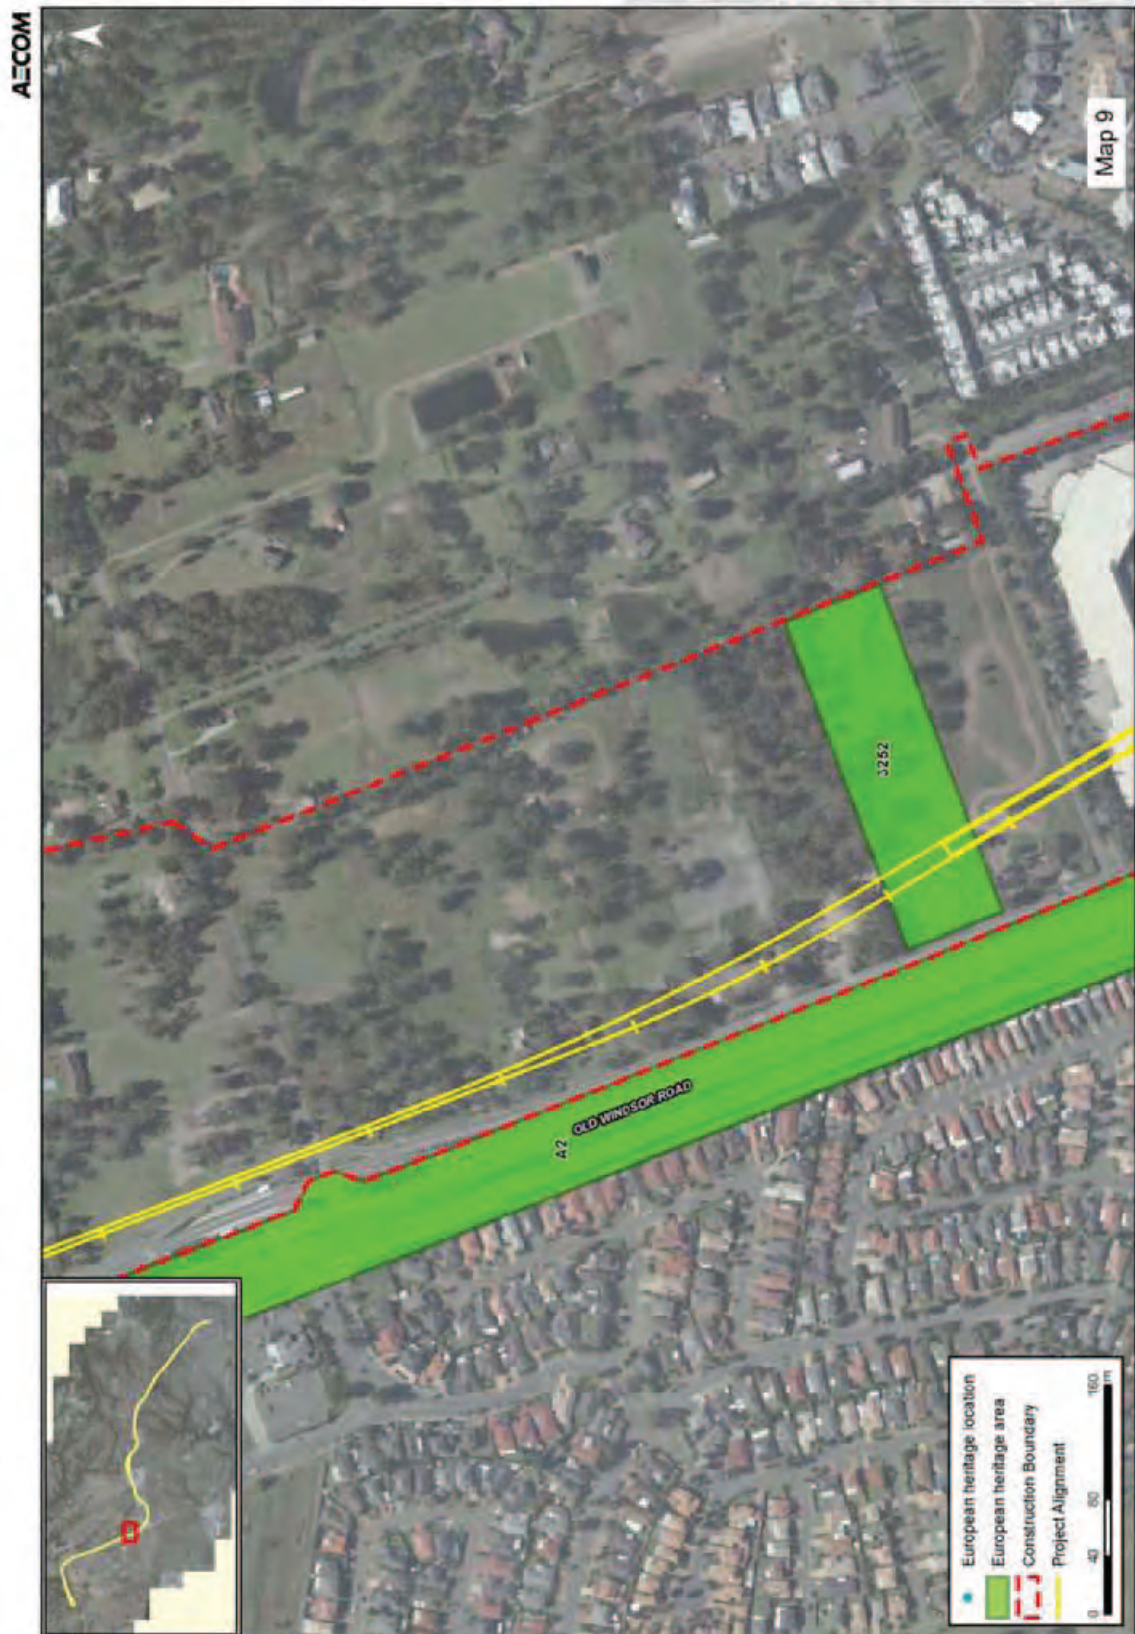 AECOM
Map 9
3252
A2
OLD WINDSOR ROAD
European heritage location
European heritage area
Construction Boundary
Project Alignment
0 40 80 160
m